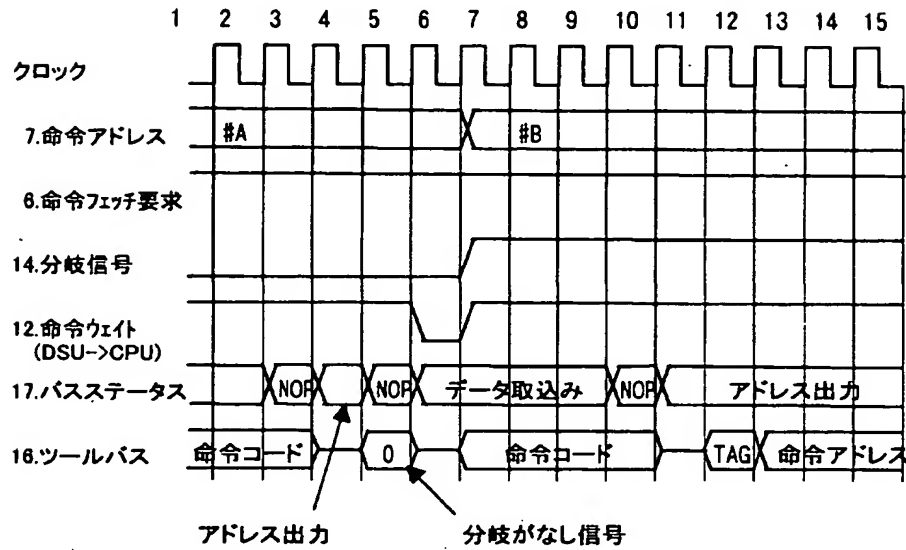 1 2 3 4 5 6 7 8 9 10 11 12 13 14 15
クロック
7.命令アドレス #A #B
6.命令フェッチ要求
14.分岐信号
12.命令ウェイト
(DSU->CPU)
17.バスステータス NOP NOP データ取込み NOP アドレス出力
16.ツールバス 命令コード 0 命令コード TAG 命令アドレス
アドレス出力 分岐がなし信号